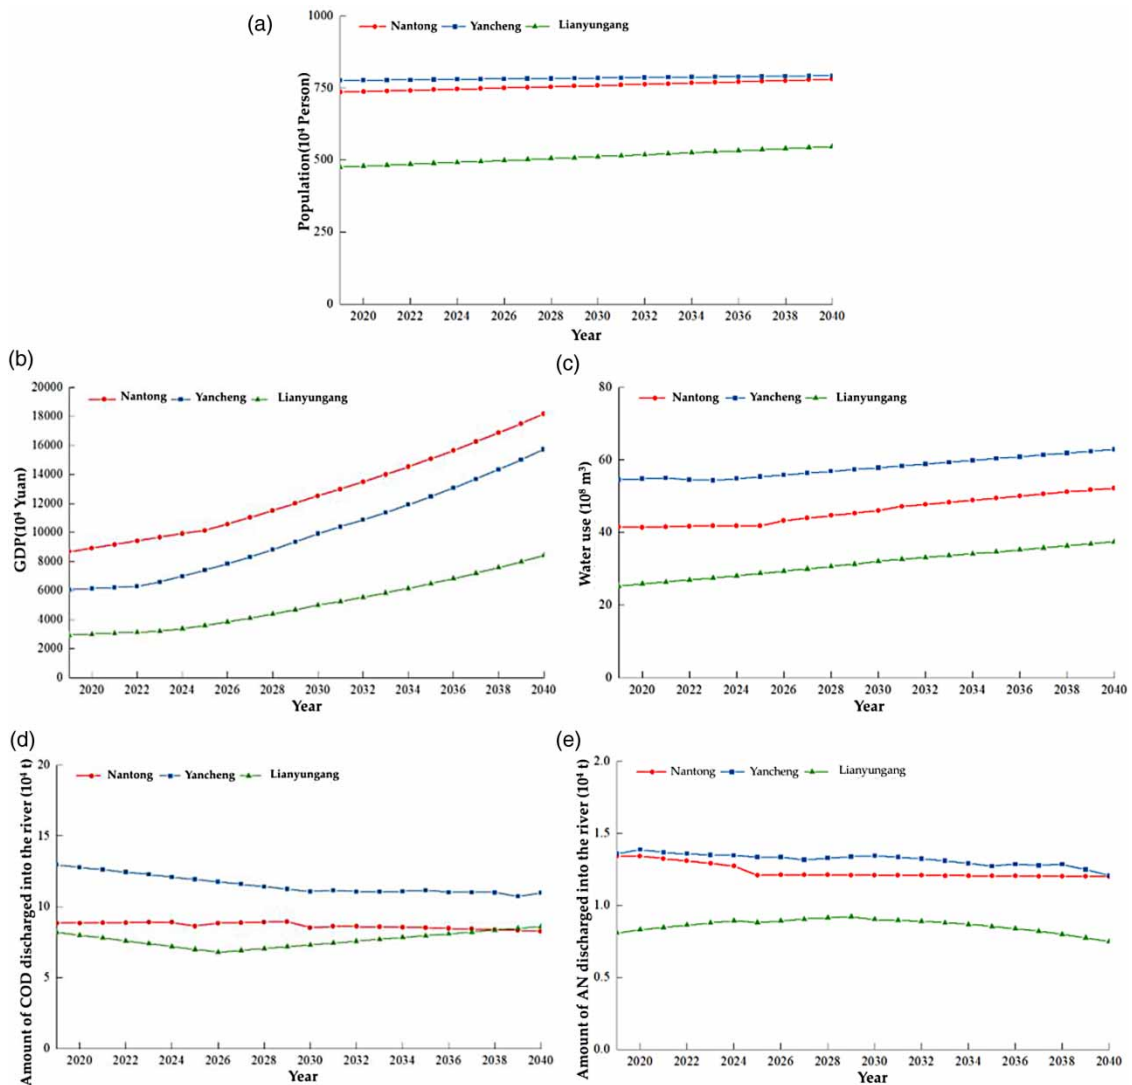 (a)
Nantong Yancheng Lianyungang
Population(10⁴ Person)
1000
750
500
250
0
2020 2022 2024 2026 2028 2030 2032 2034 2036 2038 2040
Year
(b)
Nantong Yancheng Lianyungang
GDP(10⁴ Yuan)
20000
18000
16000
14000
12000
10000
8000
6000
4000
2000
0
2020 2022 2024 2026 2028 2030 2032 2034 2036 2038 2040
Year
(c)
Nantong Yancheng Lianyungang
Water use (10⁸ m³)
80
60
40
20
0
2020 2022 2024 2026 2028 2030 2032 2034 2036 2038 2040
Year
(d)
Nantong Yancheng Lianyungang
Amount of COD discharged into the river (10⁴ t)
20
15
10
5
0
2020 2022 2024 2026 2028 2030 2032 2034 2036 2038 2040
Year
(e)
Nantong Yancheng Lianyungang
Amount of AN discharged into the river (10⁴ t)
2.0
1.5
1.0
0.5
0.0
2020 2022 2024 2026 2028 2030 2032 2034 2036 2038 2040
Year